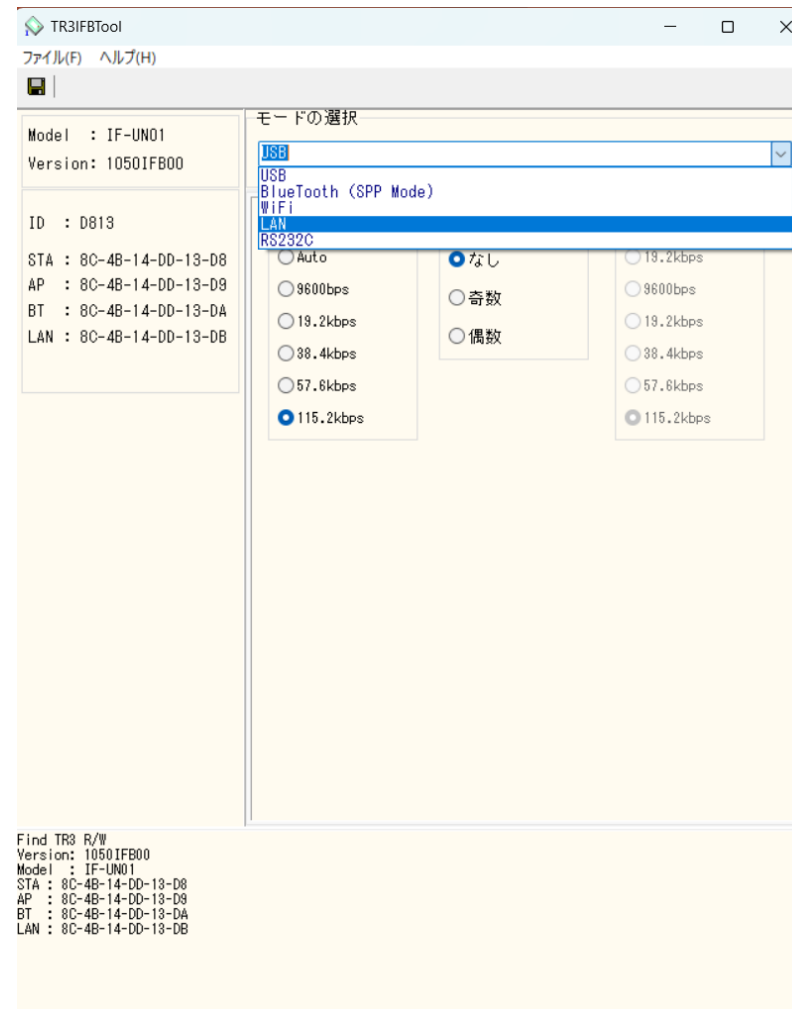 TR3IFBTool
ファイル(F) ヘルプ(H)
Model : IF-UN01
Version: 1050IFB00
ID : D813
STA : 8C-4B-14-DD-13-D8
AP : 8C-4B-14-DD-13-D9
BT : 8C-4B-14-DD-13-DA
LAN : 8C-4B-14-DD-13-DB
モードの選択
USB
USB
BlueTooth (SPP Mode)
WiFi
LAN
RS232C
Auto
9600bps
19.2kbps
38.4kbps
57.6kbps
115.2kbps
なし
奇数
偶数
19.2kbps
9600bps
19.2kbps
38.4kbps
57.6kbps
115.2kbps
Find TR3 R/W
Version: 1050IFB00
Model : IF-UN01
STA : 8C-4B-14-DD-13-D8
AP : 8C-4B-14-DD-13-D9
BT : 8C-4B-14-DD-13-DA
LAN : 8C-4B-14-DD-13-DB